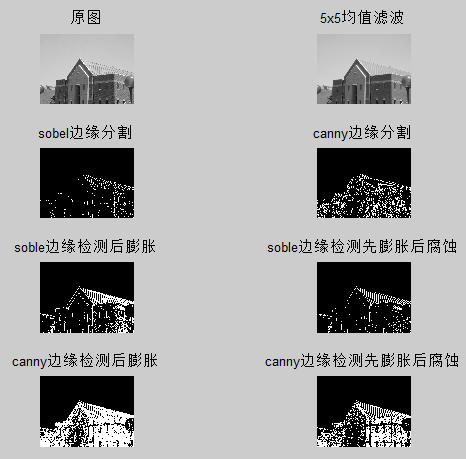 原图
5x5均值滤波
sobel边缘分割
canny边缘分割
soble边缘检测后膨胀
soble边缘检测先膨胀后腐蚀
canny边缘检测后膨胀
canny边缘检测先膨胀后腐蚀